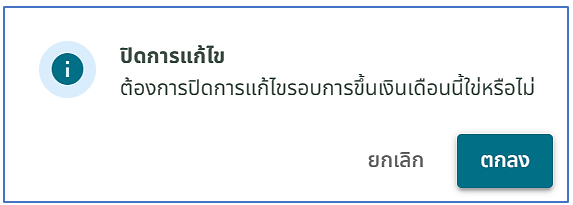 ปิดการแก้ไข
ต้องการปิดการแก้ไขรอบการขึ้นเงินเดือนนี้ใช่หรือไม่
ยกเลิก
ตกลง